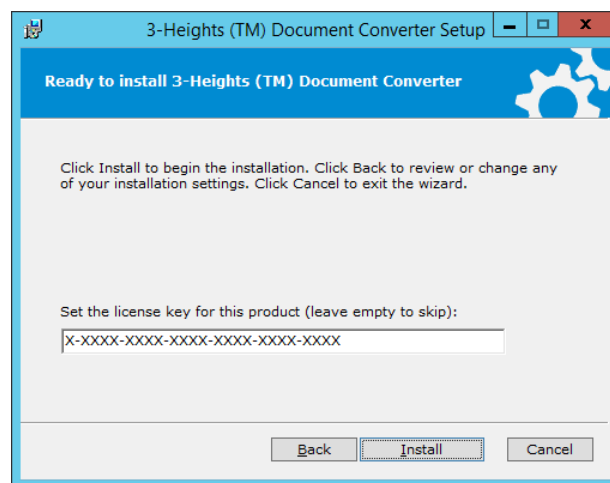 3-Heights (TM) Document Converter Setup
Ready to install 3-Heights (TM) Document Converter
Click Install to begin the installation. Click Back to review or change any
of your installation settings. Click Cancel to exit the wizard.
Set the license key for this product (leave empty to skip):
X-XXXX-XXXX-XXXX-XXXX-XXXX-XXXX
Back Install Cancel